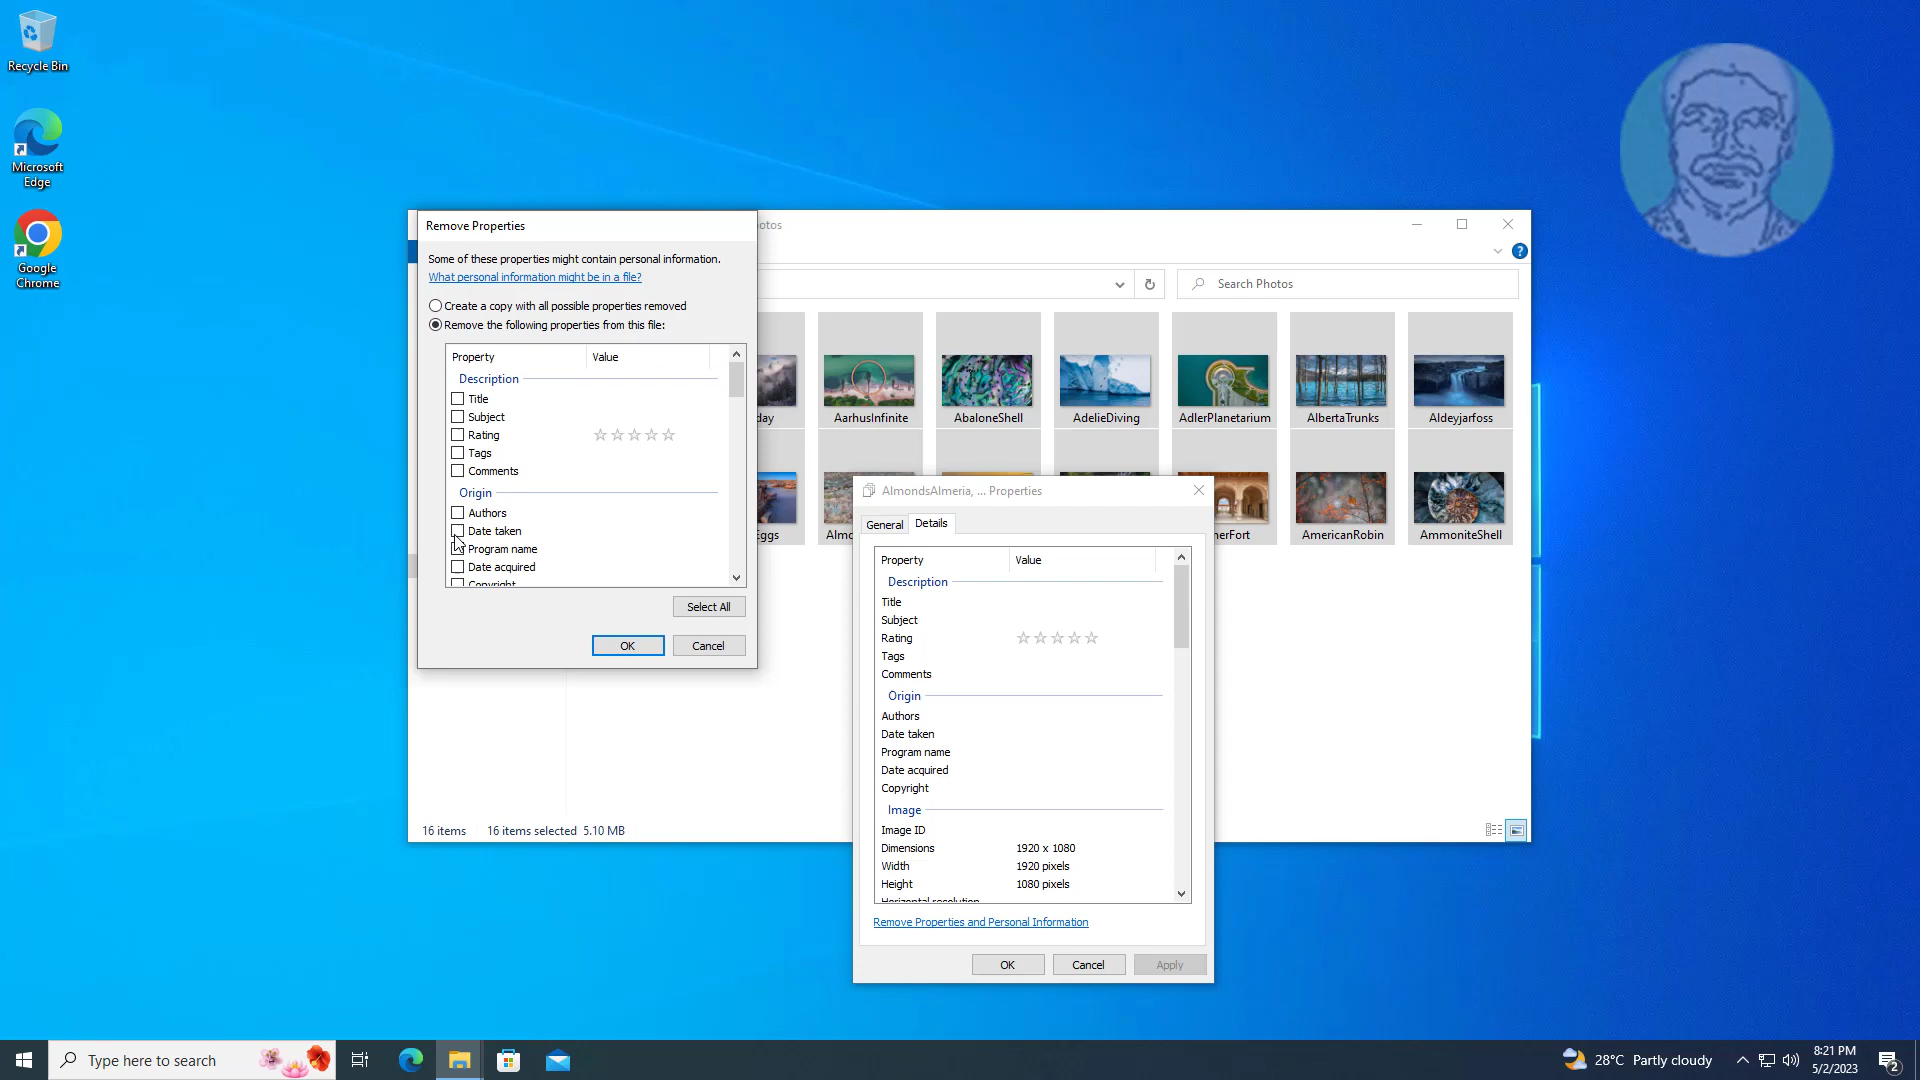 Recycle Bin
Microsoft
Edge
Google
Chrome
Remove Properties
Some of these properties might contain personal information.
What personal information might be in a file?
Create a copy with all possible properties removed
Remove the following properties from this file:
Property Value
Description
Title
Subject
Rating
Tags
Comments
Origin
Authors
Date taken
Program name
Date acquired
Copyright
Select All
OK Cancel
otos
Search Photos
day AarhusInfinite AbaloneShell AdelieDiving AdlerPlanetarium AlbertaTrunks Aldeyjarfoss
Eggs Almo nerFort AmericanRobin AmmoniteShell
16 items 16 items selected 5.10 MB
AlmondsAlmeria, ... Properties
General Details
Property Value
Description
Title
Subject
Rating
Tags
Comments
Origin
Authors
Date taken
Program name
Date acquired
Copyright
Image
Image ID
Dimensions 1920 x 1080
Width 1920 pixels
Height 1080 pixels
Horizontal resolution
Remove Properties and Personal Information
OK Cancel Apply
Type here to search
28°C Partly cloudy
8:21 PM
5/2/2023
2